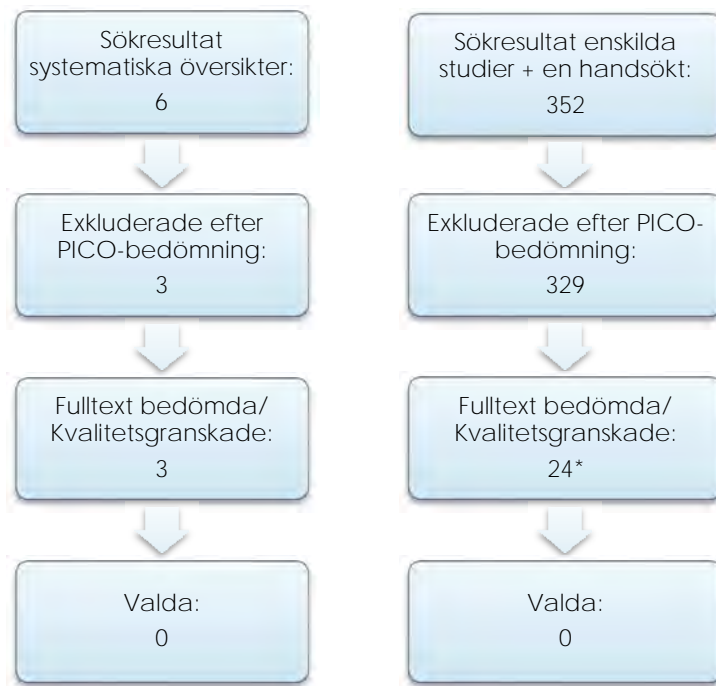 Sökresultat
systematiska översikter:
6
Exkluderade efter
PICO-bedömning:
3
Fulltext bedömda/
Kvalitetsgranskade:
3
Valda:
0
Sökresultat enskilda
studier + en handsökt:
352
Exkluderade efter PICO-
bedömning:
329
Fulltext bedömda/
Kvalitetsgranskade:
24*
Valda:
0